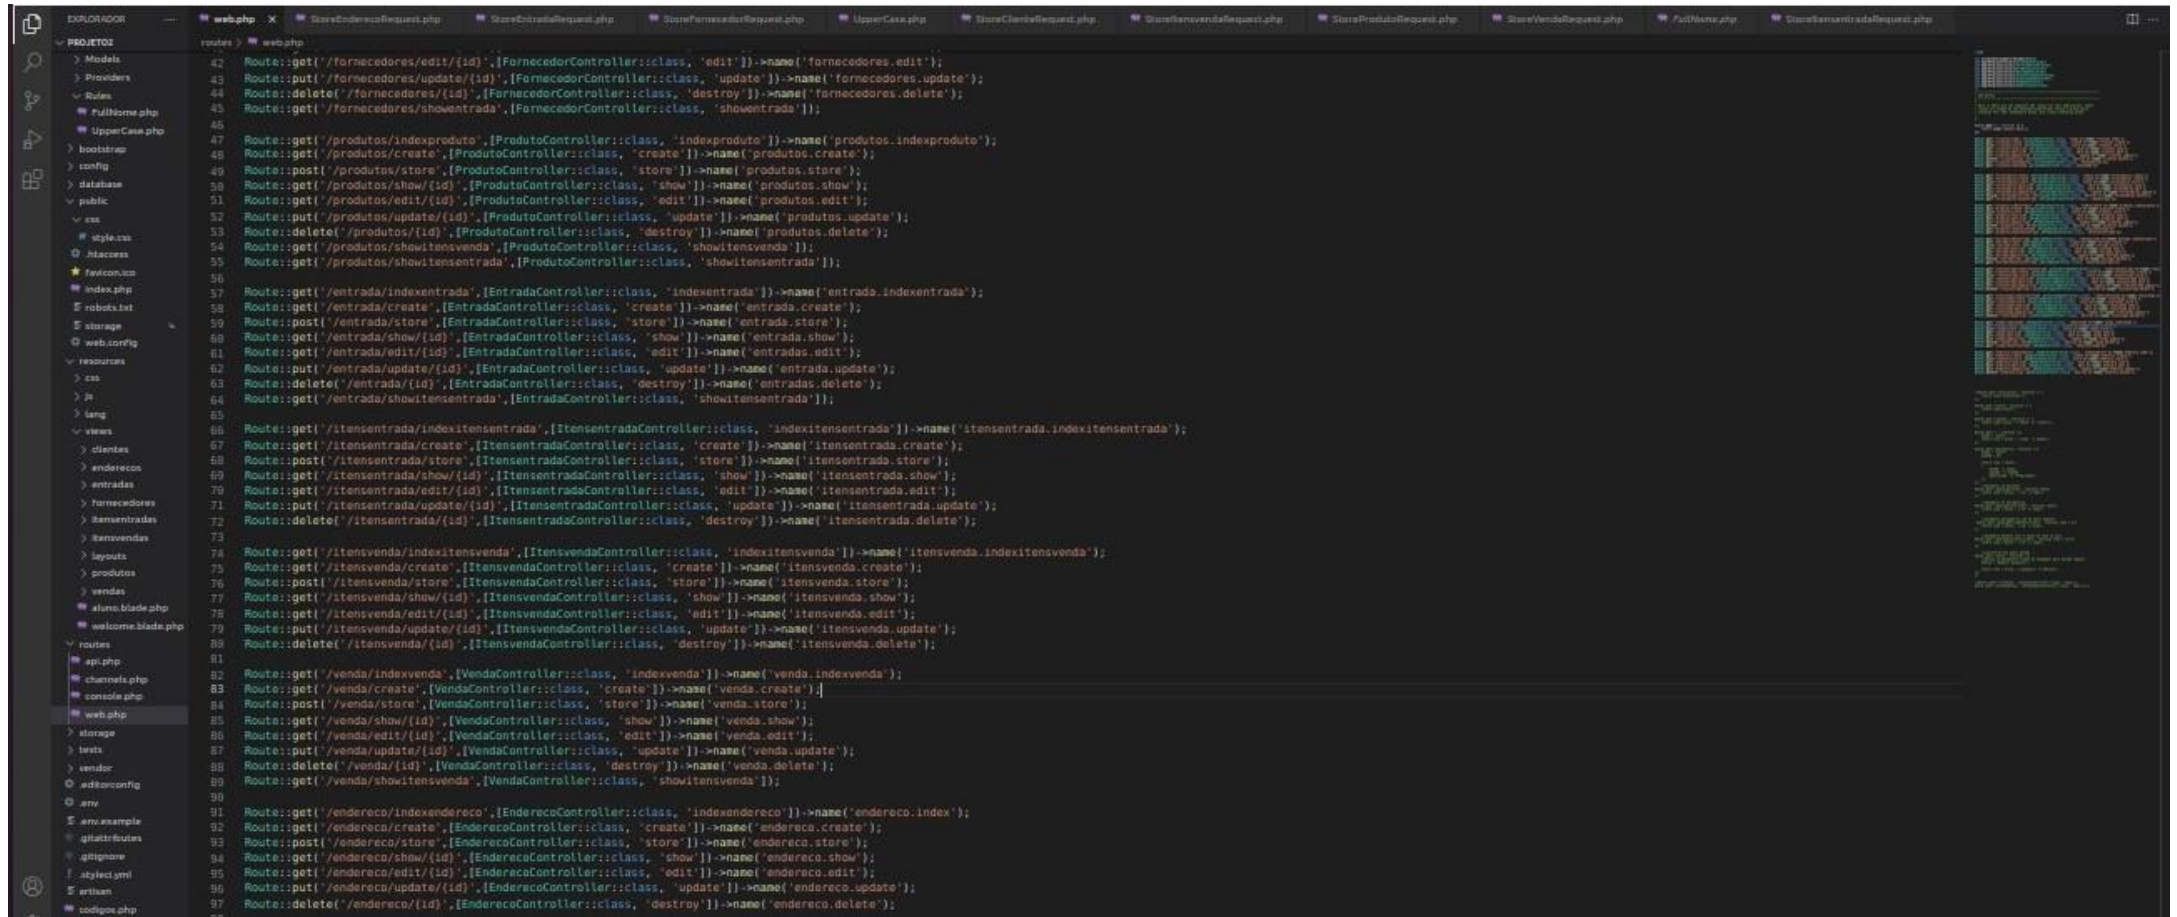 EXPLORADOR
web.php
StoreEnderecoRequest.php
StoreEntradaRequest.php
StoreFornecedorRequest.php
UpperCase.php
StoreClienteRequest.php
StoreItensvendaRequest.php
StoreProdutoRequest.php
StoreVendaRequest.php
FullNome.php
StoreItensentradaRequest.php
PROJETO2
Models
Providers
Rules
FullNome.php
UpperCase.php
bootstrap
config
database
public
css
style.css
.htaccess
favicon.ico
index.php
robots.txt
storage
web.config
resources
css
js
lang
views
clientes
enderecos
entradas
fornecedores
itensentradas
itensvendas
layouts
produtos
vendas
aluno.blade.php
welcome.blade.php
routes
api.php
channels.php
console.php
web.php
storage
tests
vendor
.editorconfig
.env
.env.example
.gitattributes
.gitignore
.styleci.yml
artisan
codigos.php
routes > web.php
42 Route::get('/fornecedores/edit/{id}',[FornecedorController::class, 'edit'])->name('fornecedores.edit');
43 Route::put('/fornecedores/update/{id}',[FornecedorController::class, 'update'])->name('fornecedores.update');
44 Route::delete('/fornecedores/{id}',[FornecedorController::class, 'destroy'])->name('fornecedores.delete');
45 Route::get('/fornecedores/showentrada',[FornecedorController::class, 'showentrada']);
46
47 Route::get('/produtos/indexproduto',[ProdutoController::class, 'indexproduto'])->name('produtos.indexproduto');
48 Route::get('/produtos/create',[ProdutoController::class, 'create'])->name('produtos.create');
49 Route::post('/produtos/store',[ProdutoController::class, 'store'])->name('produtos.store');
50 Route::get('/produtos/show/{id}',[ProdutoController::class, 'show'])->name('produtos.show');
51 Route::get('/produtos/edit/{id}',[ProdutoController::class, 'edit'])->name('produtos.edit');
52 Route::put('/produtos/update/{id}',[ProdutoController::class, 'update'])->name('produtos.update');
53 Route::delete('/produtos/{id}',[ProdutoController::class, 'destroy'])->name('produtos.delete');
54 Route::get('/produtos/showitensvenda',[ProdutoController::class, 'showitensvenda']);
55 Route::get('/produtos/showitensentrada',[ProdutoController::class, 'showitensentrada']);
56
57 Route::get('/entrada/indexentrada',[EntradaController::class, 'indexentrada'])->name('entrada.indexentrada');
58 Route::get('/entrada/create',[EntradaController::class, 'create'])->name('entrada.create');
59 Route::post('/entrada/store',[EntradaController::class, 'store'])->name('entrada.store');
60 Route::get('/entrada/show/{id}',[EntradaController::class, 'show'])->name('entrada.show');
61 Route::get('/entrada/edit/{id}',[EntradaController::class, 'edit'])->name('entradas.edit');
62 Route::put('/entrada/update/{id}',[EntradaController::class, 'update'])->name('entrada.update');
63 Route::delete('/entrada/{id}',[EntradaController::class, 'destroy'])->name('entradas.delete');
64 Route::get('/entrada/showitensentrada',[EntradaController::class, 'showitensentrada']);
65
66 Route::get('/itensentrada/indexitensentrada',[ItensentradaController::class, 'indexitensentrada'])->name('itensentrada.indexitensentrada');
67 Route::get('/itensentrada/create',[ItensentradaController::class, 'create'])->name('itensentrada.create');
68 Route::post('/itensentrada/store',[ItensentradaController::class, 'store'])->name('itensentrada.store');
69 Route::get('/itensentrada/show/{id}',[ItensentradaController::class, 'show'])->name('itensentrada.show');
70 Route::get('/itensentrada/edit/{id}',[ItensentradaController::class, 'edit'])->name('itensentrada.edit');
71 Route::put('/itensentrada/update/{id}',[ItensentradaController::class, 'update'])->name('itensentrada.update');
72 Route::delete('/itensentrada/{id}',[ItensentradaController::class, 'destroy'])->name('itensentrada.delete');
73
74 Route::get('/itensvenda/indexitensvenda',[ItensvendaController::class, 'indexitensvenda'])->name('itensvenda.indexitensvenda');
75 Route::get('/itensvenda/create',[ItensvendaController::class, 'create'])->name('itensvenda.create');
76 Route::post('/itensvenda/store',[ItensvendaController::class, 'store'])->name('itensvenda.store');
77 Route::get('/itensvenda/show/{id}',[ItensvendaController::class, 'show'])->name('itensvenda.show');
78 Route::get('/itensvenda/edit/{id}',[ItensvendaController::class, 'edit'])->name('itensvenda.edit');
79 Route::put('/itensvenda/update/{id}',[ItensvendaController::class, 'update'])->name('itensvenda.update');
80 Route::delete('/itensvenda/{id}',[ItensvendaController::class, 'destroy'])->name('itensvenda.delete');
81
82 Route::get('/venda/indexvenda',[VendaController::class, 'indexvenda'])->name('venda.indexvenda');
83 Route::get('/venda/create',[VendaController::class, 'create'])->name('venda.create');
84 Route::post('/venda/store',[VendaController::class, 'store'])->name('venda.store');
85 Route::get('/venda/show/{id}',[VendaController::class, 'show'])->name('venda.show');
86 Route::get('/venda/edit/{id}',[VendaController::class, 'edit'])->name('venda.edit');
87 Route::put('/venda/update/{id}',[VendaController::class, 'update'])->name('venda.update');
88 Route::delete('/venda/{id}',[VendaController::class, 'destroy'])->name('venda.delete');
89 Route::get('/venda/showitensvenda',[VendaController::class, 'showitensvenda']);
90
91 Route::get('/endereco/indexendereco',[EnderecoController::class, 'indexendereco'])->name('endereco.index');
92 Route::get('/endereco/create',[EnderecoController::class, 'create'])->name('endereco.create');
93 Route::post('/endereco/store',[EnderecoController::class, 'store'])->name('endereco.store');
94 Route::get('/endereco/show/{id}',[EnderecoController::class, 'show'])->name('endereco.show');
95 Route::get('/endereco/edit/{id}',[EnderecoController::class, 'edit'])->name('endereco.edit');
96 Route::put('/endereco/update/{id}',[EnderecoController::class, 'update'])->name('endereco.update');
97 Route::delete('/endereco/{id}',[EnderecoController::class, 'destroy'])->name('endereco.delete');